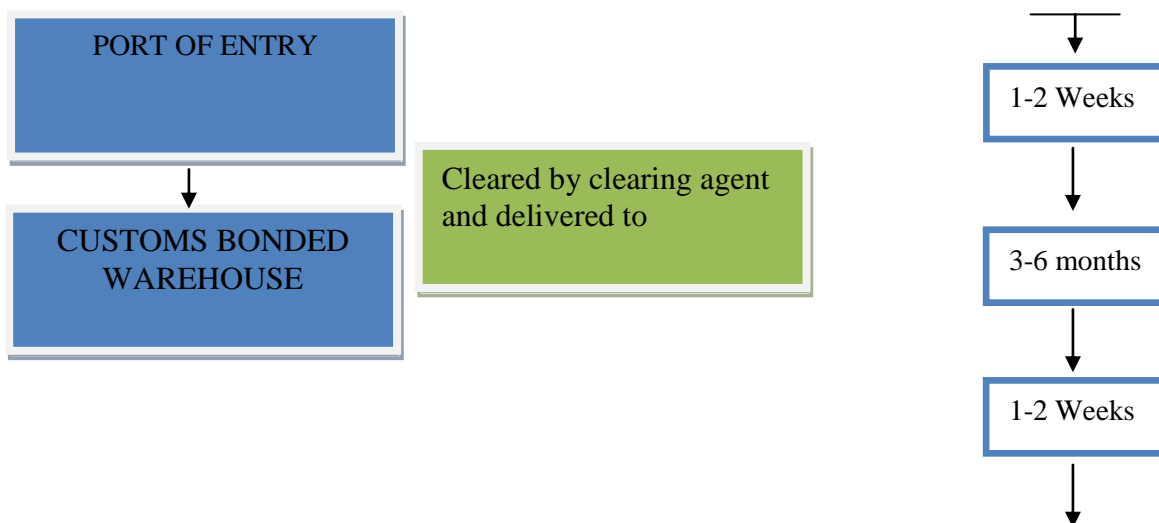 PORT OF ENTRY
1-2 Weeks
Cleared by clearing agent
and delivered to
CUSTOMS BONDED
WAREHOUSE
3-6 months
1-2 Weeks